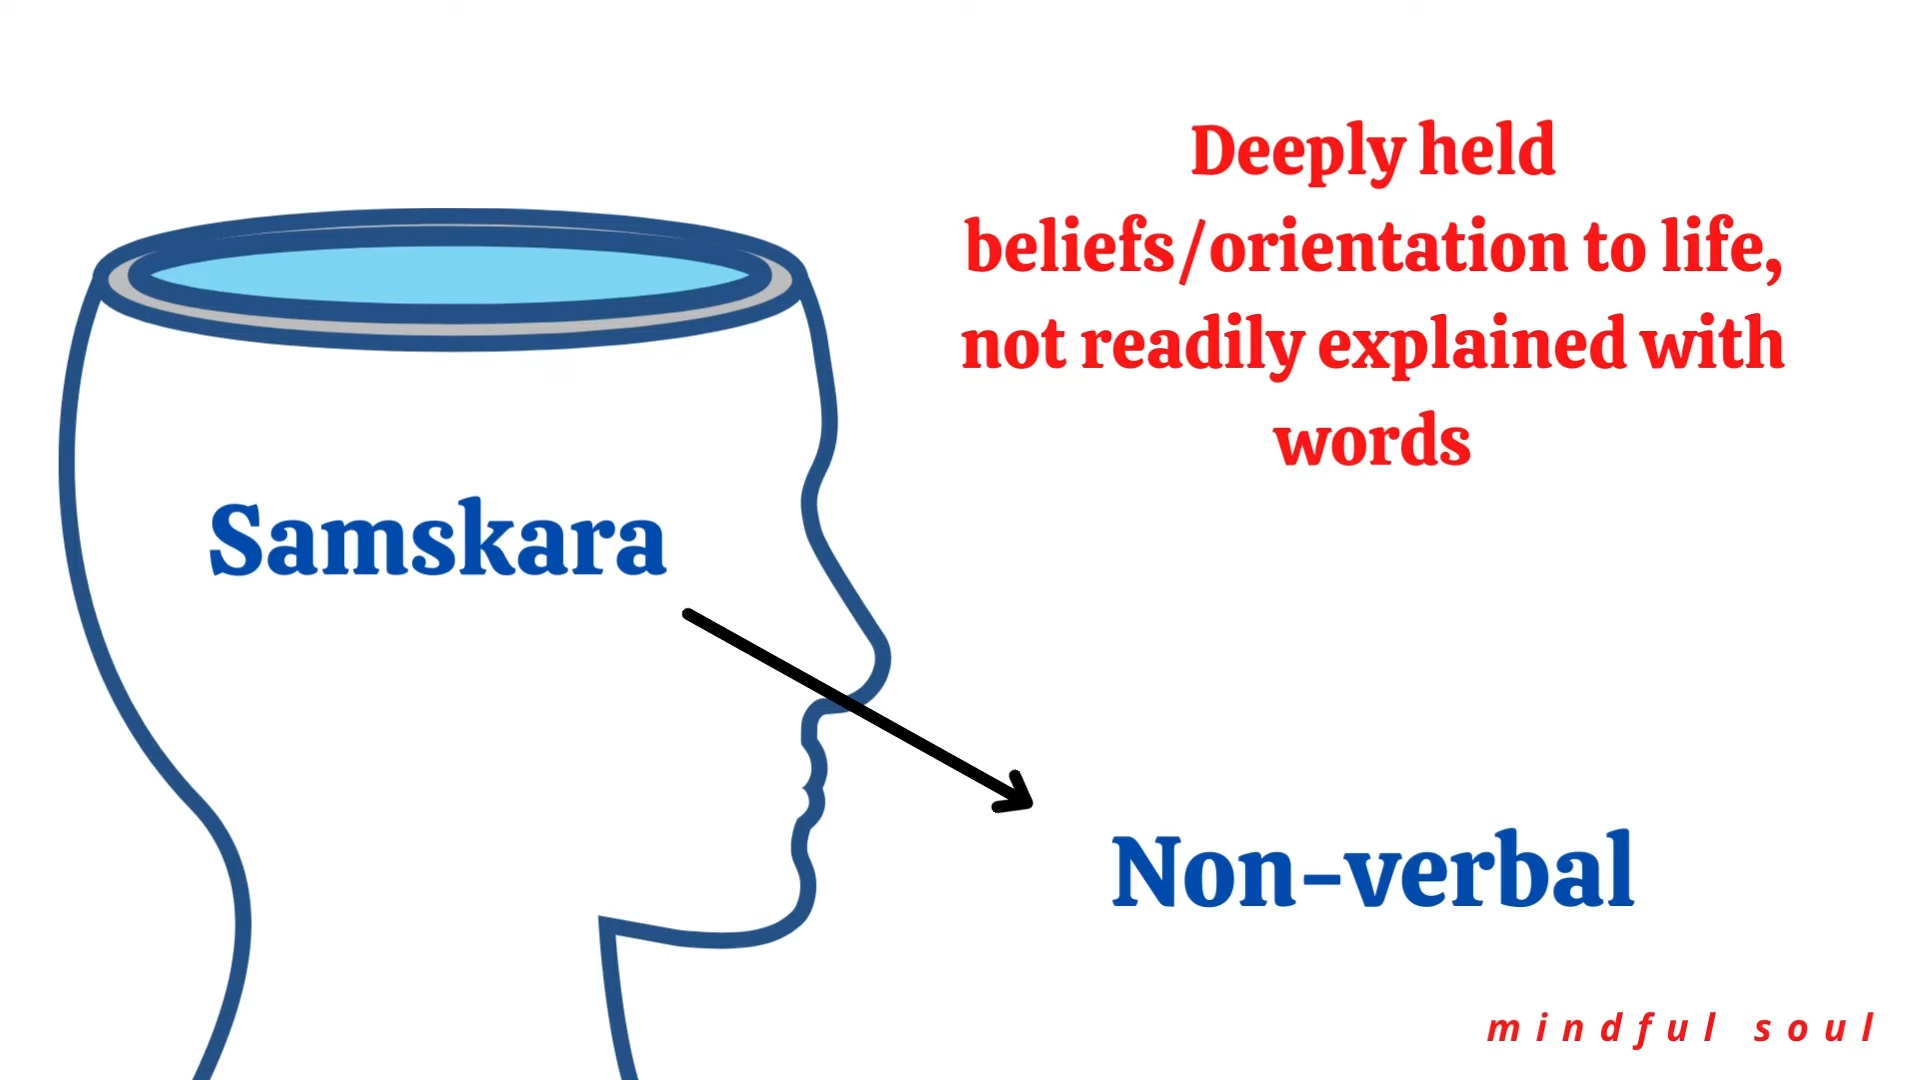 Deeply held
beliefs/orientation to life,
not readily explained with
words
Samskara
Non-verbal
mindful soul